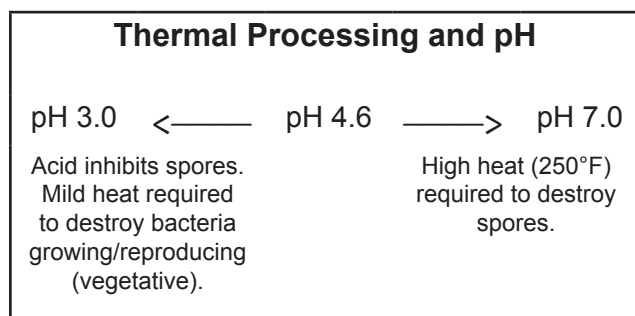 Thermal Processing and pH
pH 3.0 <——— pH 4.6 ———> pH 7.0
Acid inhibits spores.
Mild heat required
to destroy bacteria
growing/reproducing
(vegetative).
High heat (250°F)
required to destroy
spores.